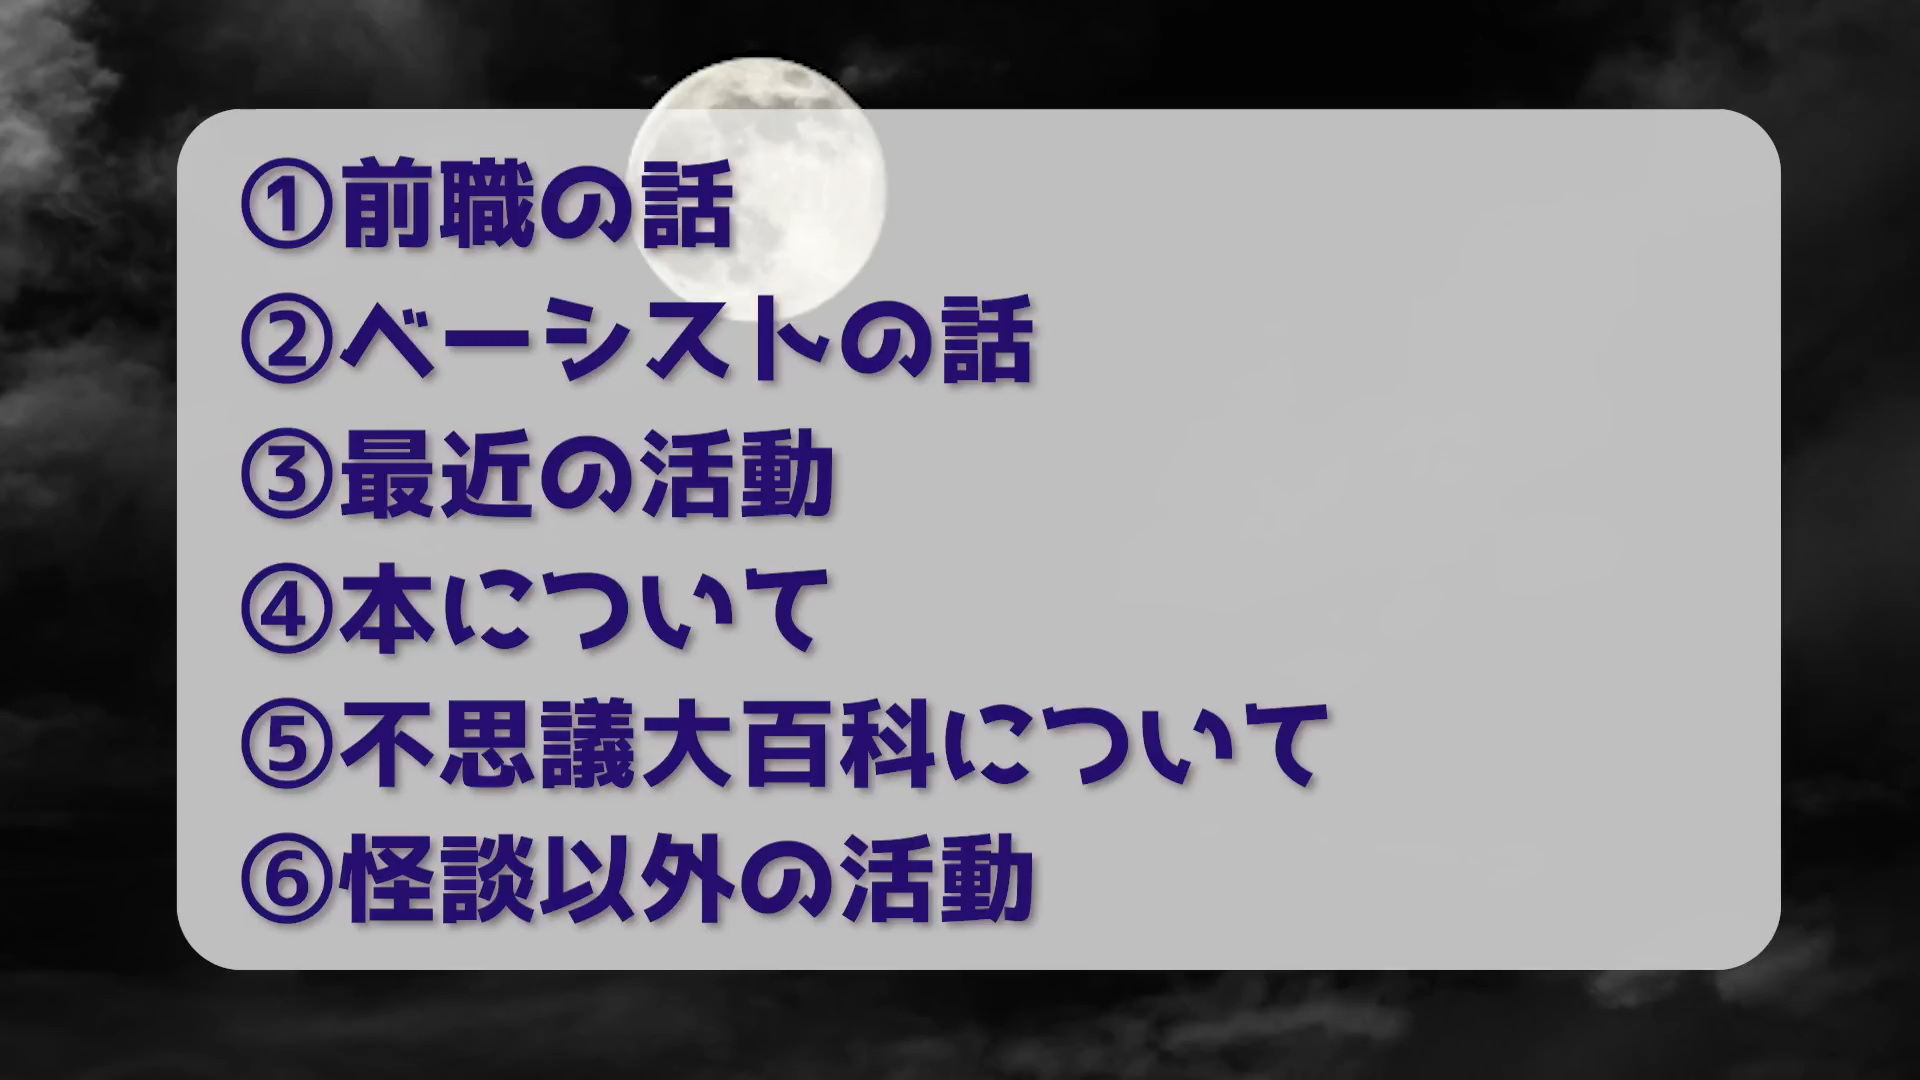 ①前職の話
②ベーシストの話
③最近の活動
④本について
⑤不思議大百科について
⑥怪談以外の活動